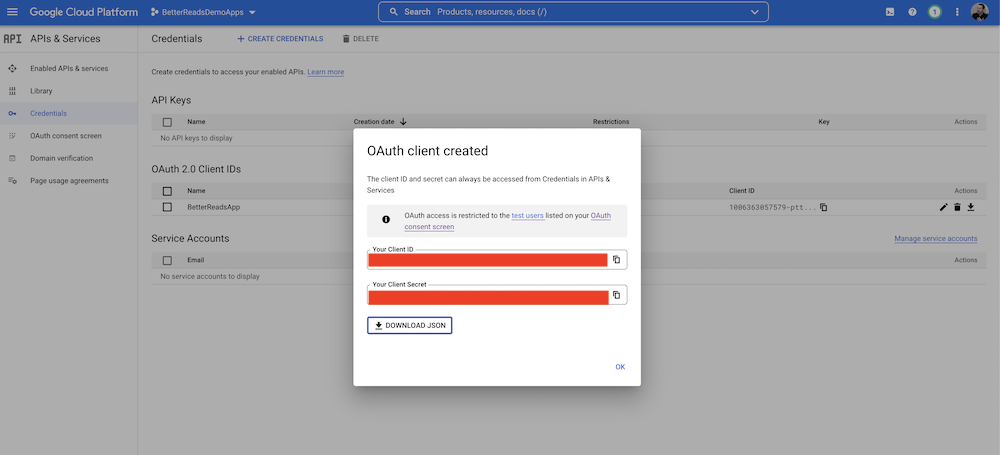 Google Cloud Platform BetterReadsDemoApps Search Products, resources, docs (/) 1
API APIs & Services Credentials + CREATE CREDENTIALS DELETE
Enabled APIs & services
Library
Credentials
OAuth consent screen
Domain verification
Page usage agreements
Create credentials to access your enabled APIs. Learn more
API Keys
Name Creation date Restrictions Key Actions
No API keys to display
OAuth 2.0 Client IDs
Name Client ID Actions
BetterReadsApp 1086363857579-ptt...
Service Accounts Manage service accounts
Email Actions
No service accounts to display
OAuth client created
The client ID and secret can always be accessed from Credentials in APIs &
Services
OAuth access is restricted to the test users listed on your OAuth
consent screen
Your Client ID
Your Client Secret
DOWNLOAD JSON
OK